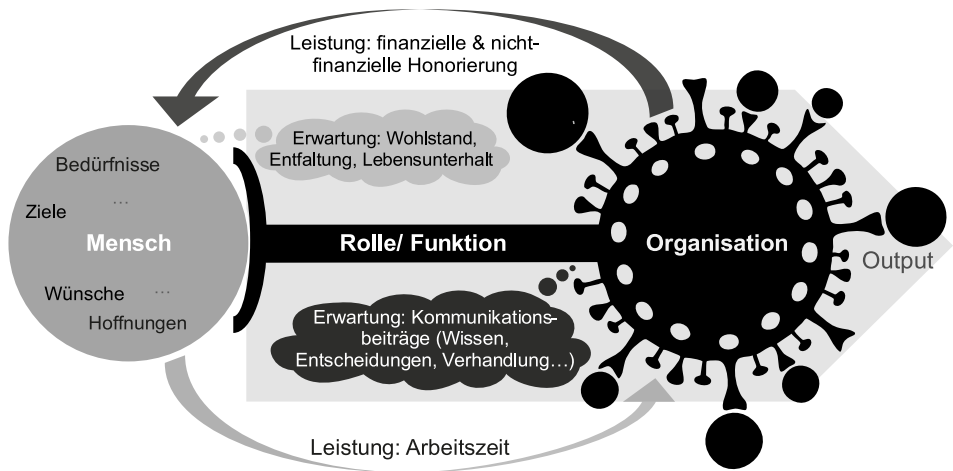 Leistung: finanzielle & nicht-
finanzielle Honorierung
Erwartung: Wohlstand,
Entfaltung, Lebensunterhalt
Bedürfnisse
...
Ziele
Mensch
Rolle/ Funktion
Organisation
Output
Wünsche
...
Hoffnungen
Erwartung: Kommunikations-
beiträge (Wissen,
Entscheidungen, Verhandlung…)
Leistung: Arbeitszeit